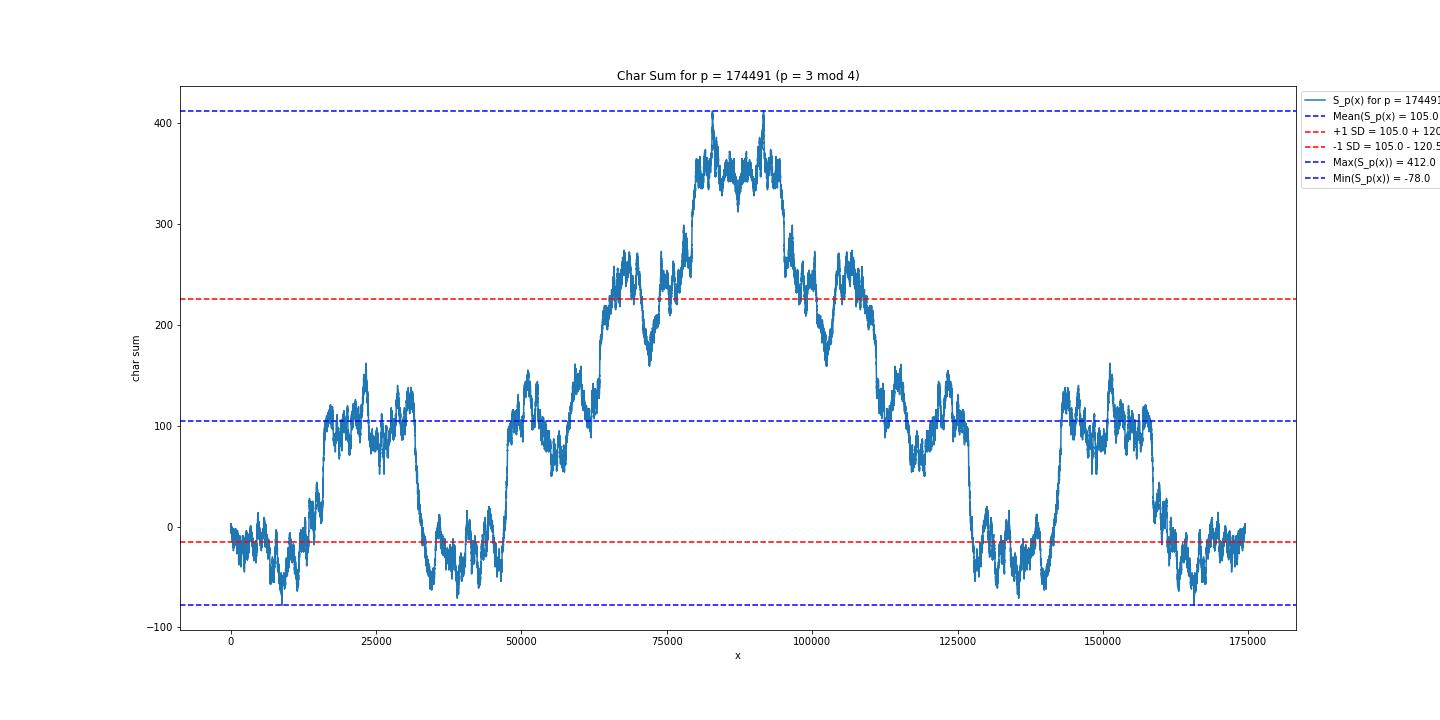 Char Sum for p = 174491 (p = 3 mod 4)
400
300
200
100
0
−100
char sum
0
25000
50000
75000
100000
125000
150000
175000
x
S_p(x) for p = 174491
Mean(S_p(x) = 105.0
+1 SD = 105.0 + 120
-1 SD = 105.0 - 120.5
Max(S_p(x)) = 412.0
Min(S_p(x)) = -78.0